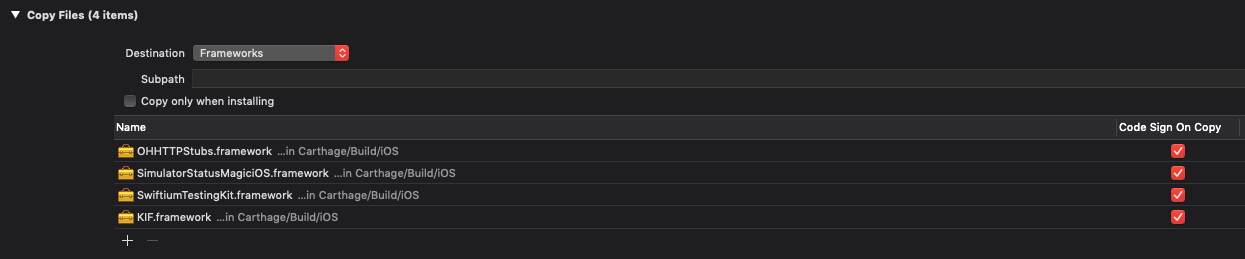 Copy Files (4 items)
Destination Frameworks
Subpath
Copy only when installing
Name Code Sign On Copy
OHHTTPStubs.framework ...in Carthage/Build/iOS
SimulatorStatusMagiciOS.framework ...in Carthage/Build/iOS
SwiftiumTestingKit.framework ...in Carthage/Build/iOS
KIF.framework ...in Carthage/Build/iOS